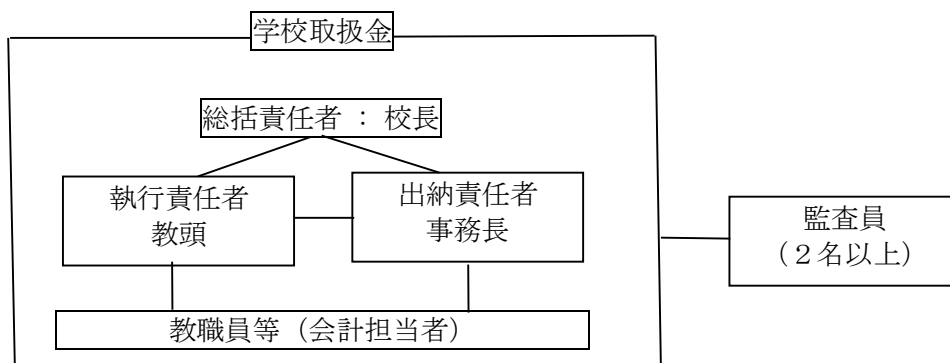 学校取扱金
総括責任者 : 校長
執行責任者
教頭
出納責任者
事務長
監査員
(2名以上)
教職員等(会計担当者)